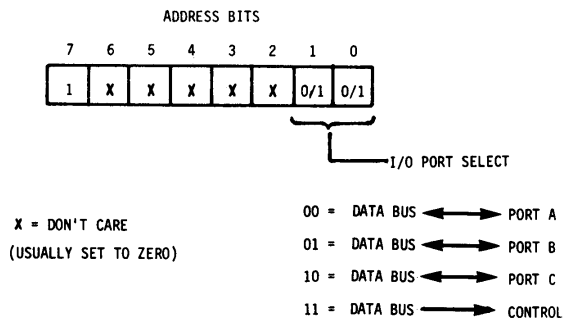 ADDRESS BITS
7 6 5 4 3 2 1 0
1 X X X X X 0/1 0/1
I/O PORT SELECT
X = DON'T CARE
(USUALLY SET TO ZERO)
00 = DATA BUS PORT A
01 = DATA BUS PORT B
10 = DATA BUS PORT C
11 = DATA BUS CONTROL